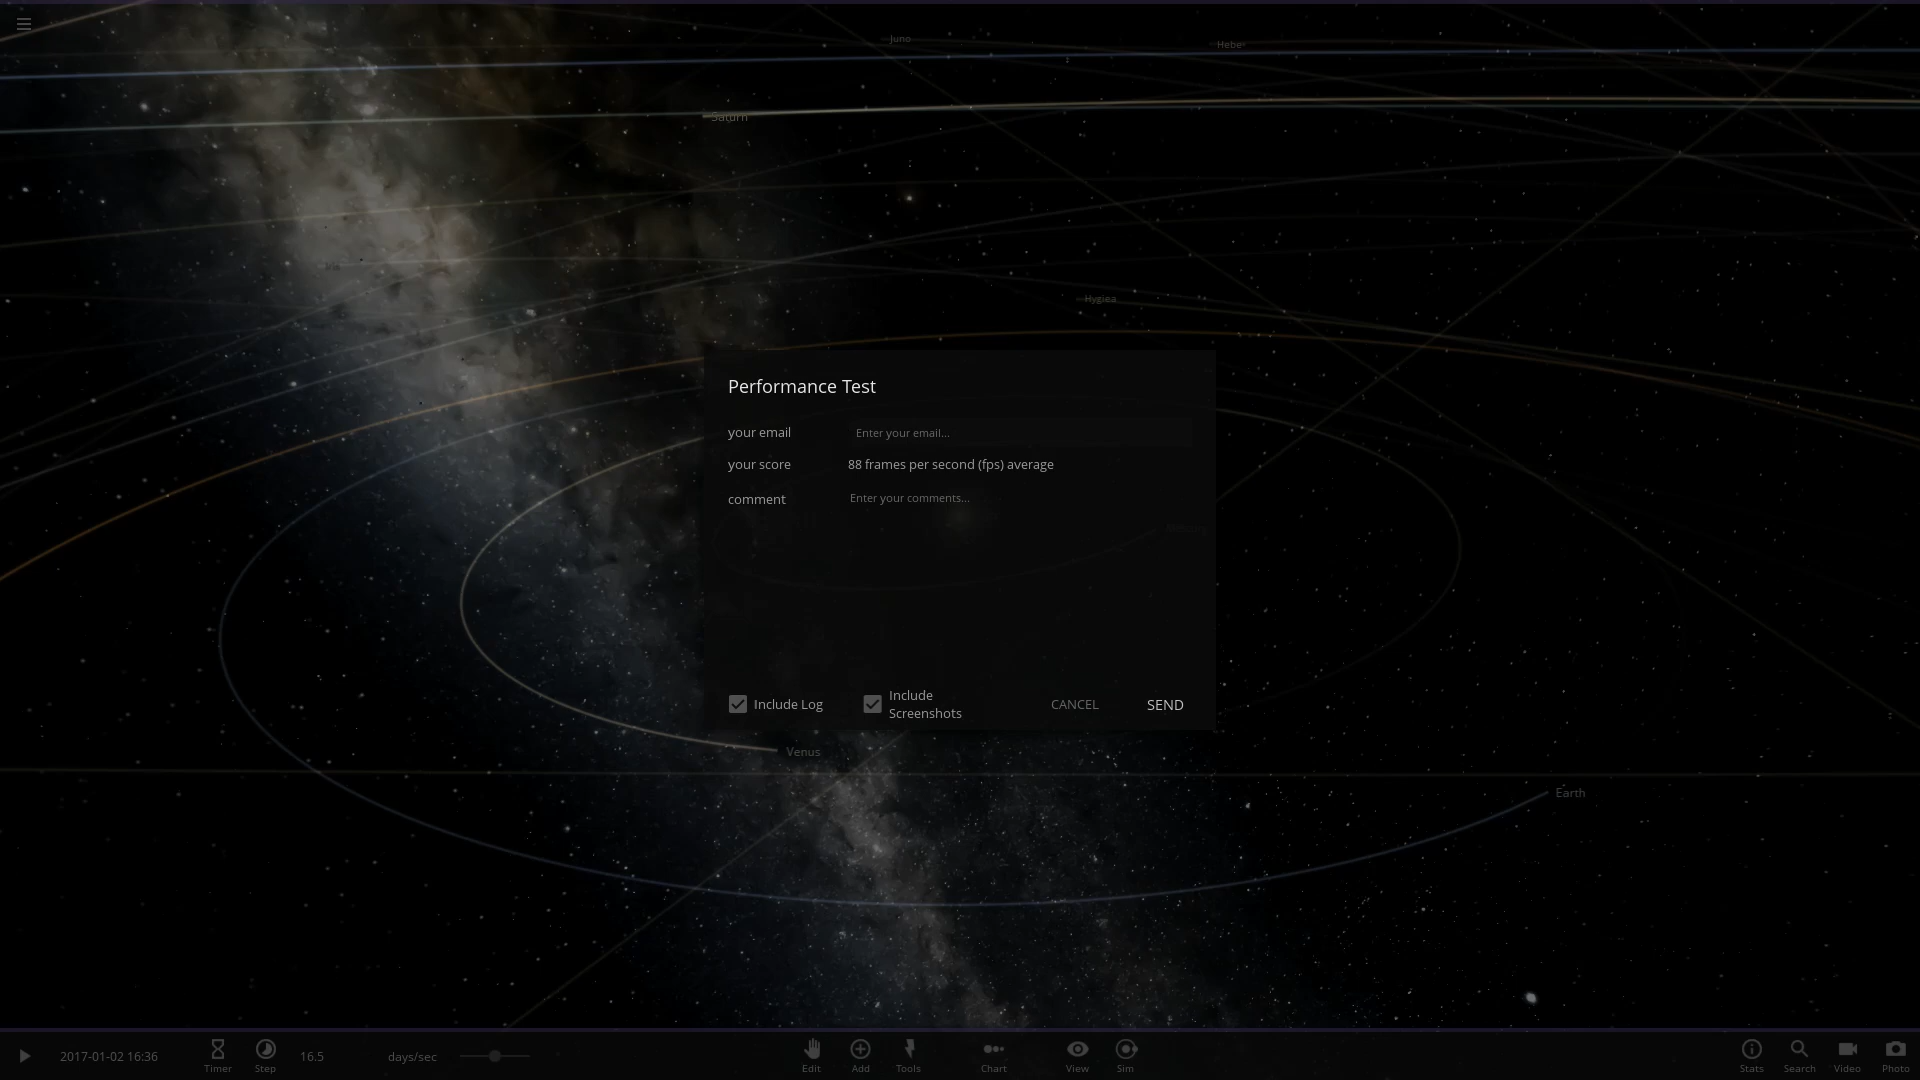 Juno
Hebe
Saturn
Iris
Hygiea
Performance Test
your email
Enter your email...
your score
88 frames per second (fps) average
comment
Enter your comments...
Mercury
Include Log
Include
Screenshots
CANCEL
SEND
Venus
Earth
2017-01-02 16:36
Timer
Step
16.5
days/sec
Edit
Add
Tools
Chart
View
Sim
Stats
Search
Video
Photo